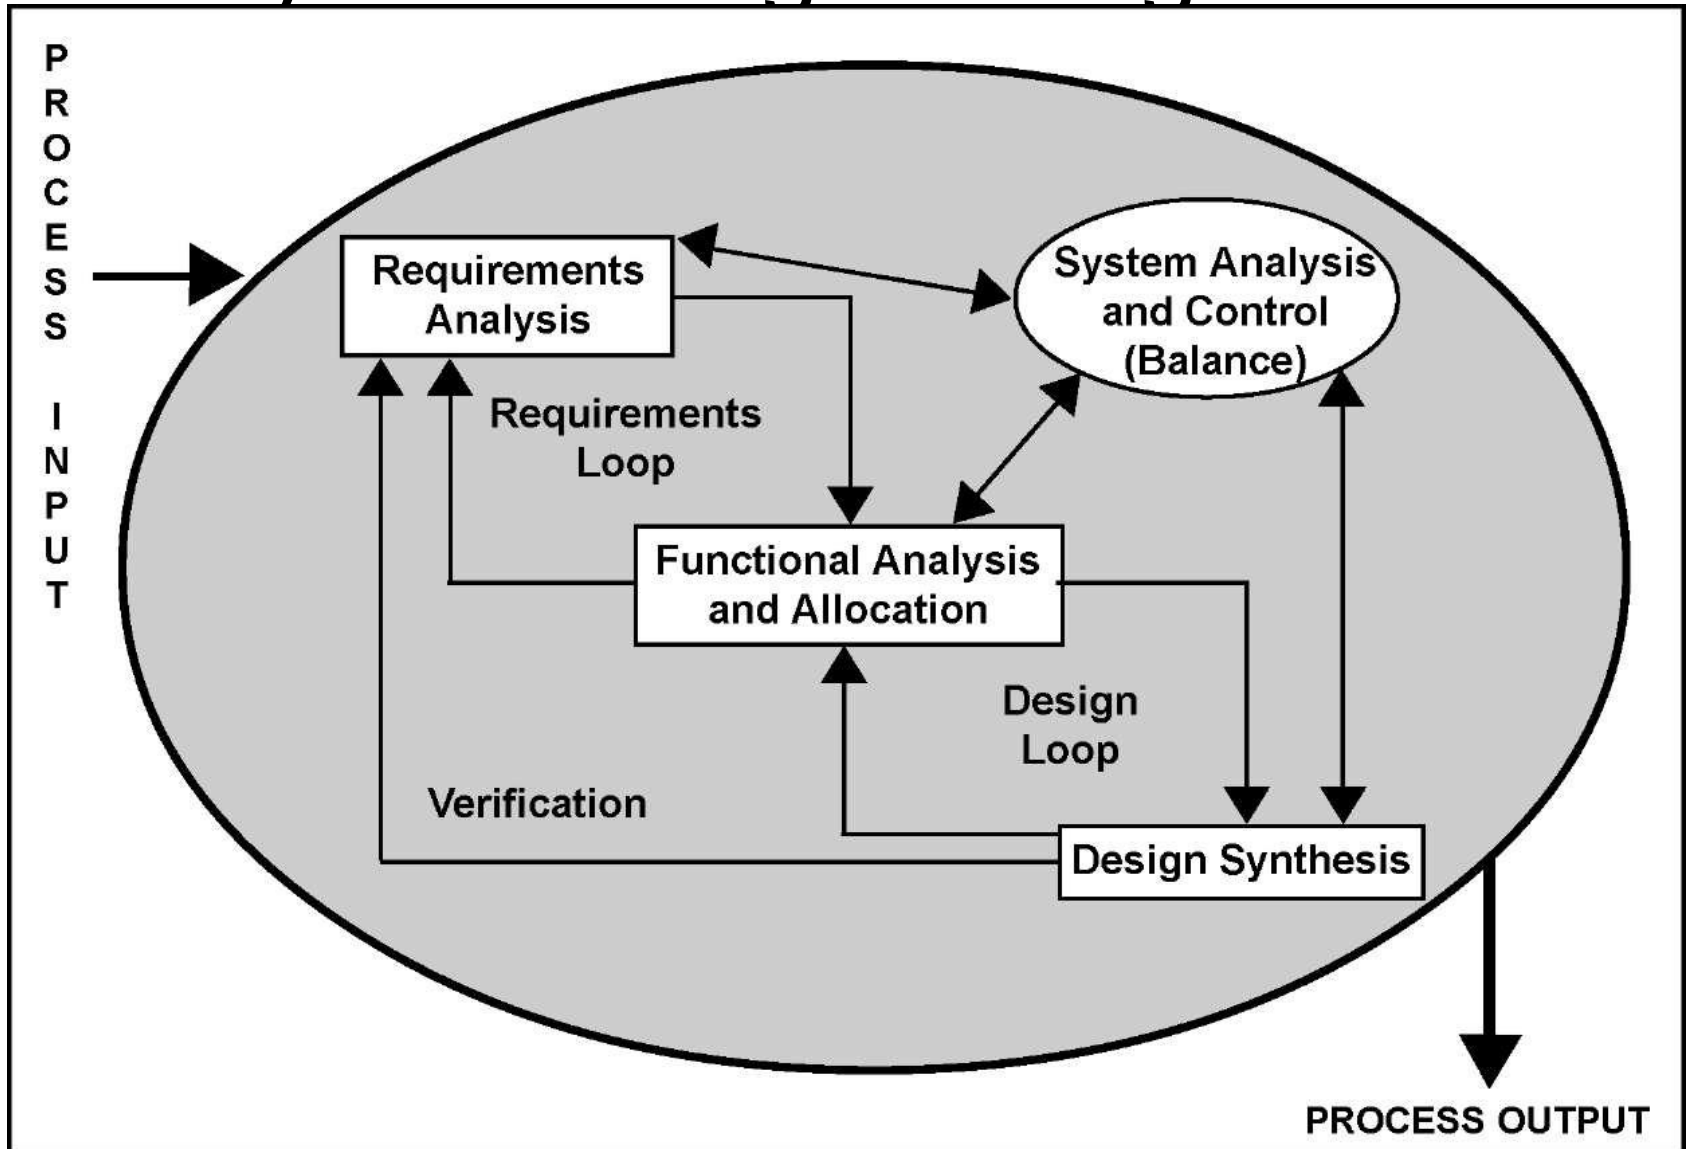 PROCESS INPUT
Requirements
Analysis
System Analysis
and Control
(Balance)
Requirements
Loop
Functional Analysis
and Allocation
Design
Loop
Verification
Design Synthesis
PROCESS OUTPUT